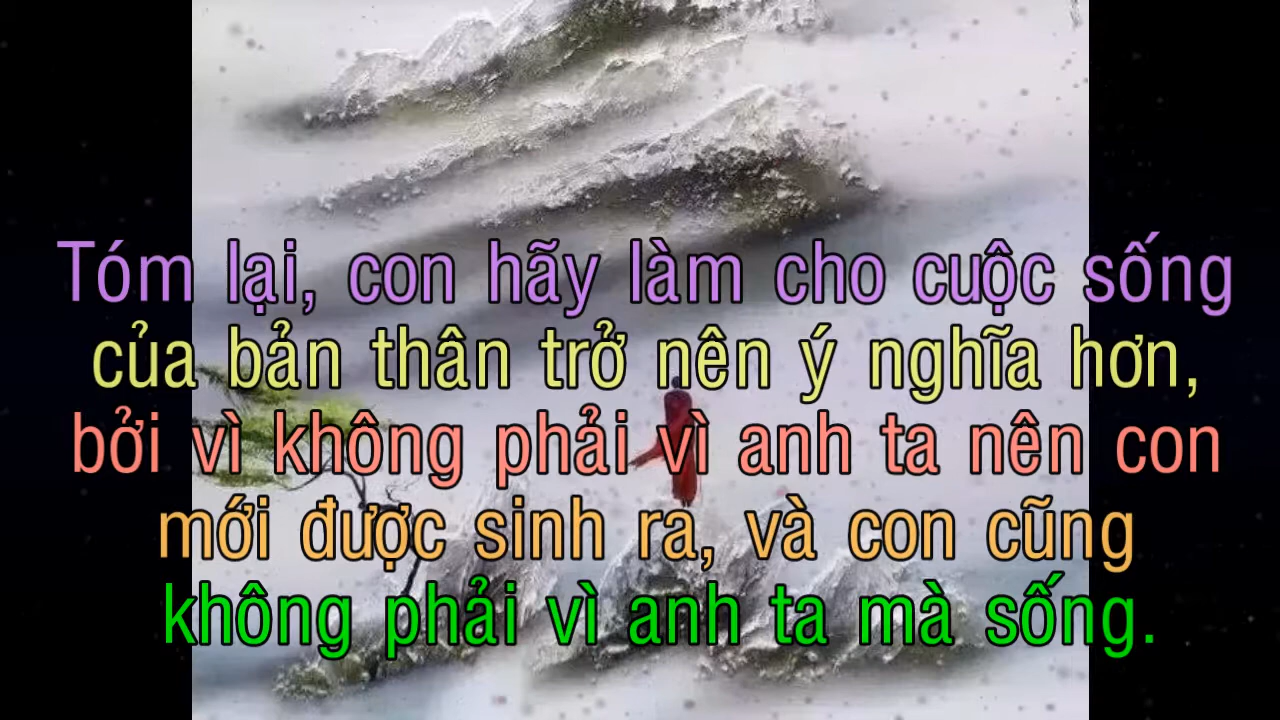 Tóm lại, con hãy làm cho cuộc sống
của bản thân trở nên ý nghĩa hơn,
bởi vì không phải vì anh ta nên con
mới được sinh ra, và con cũng
không phải vì anh ta mà sống.